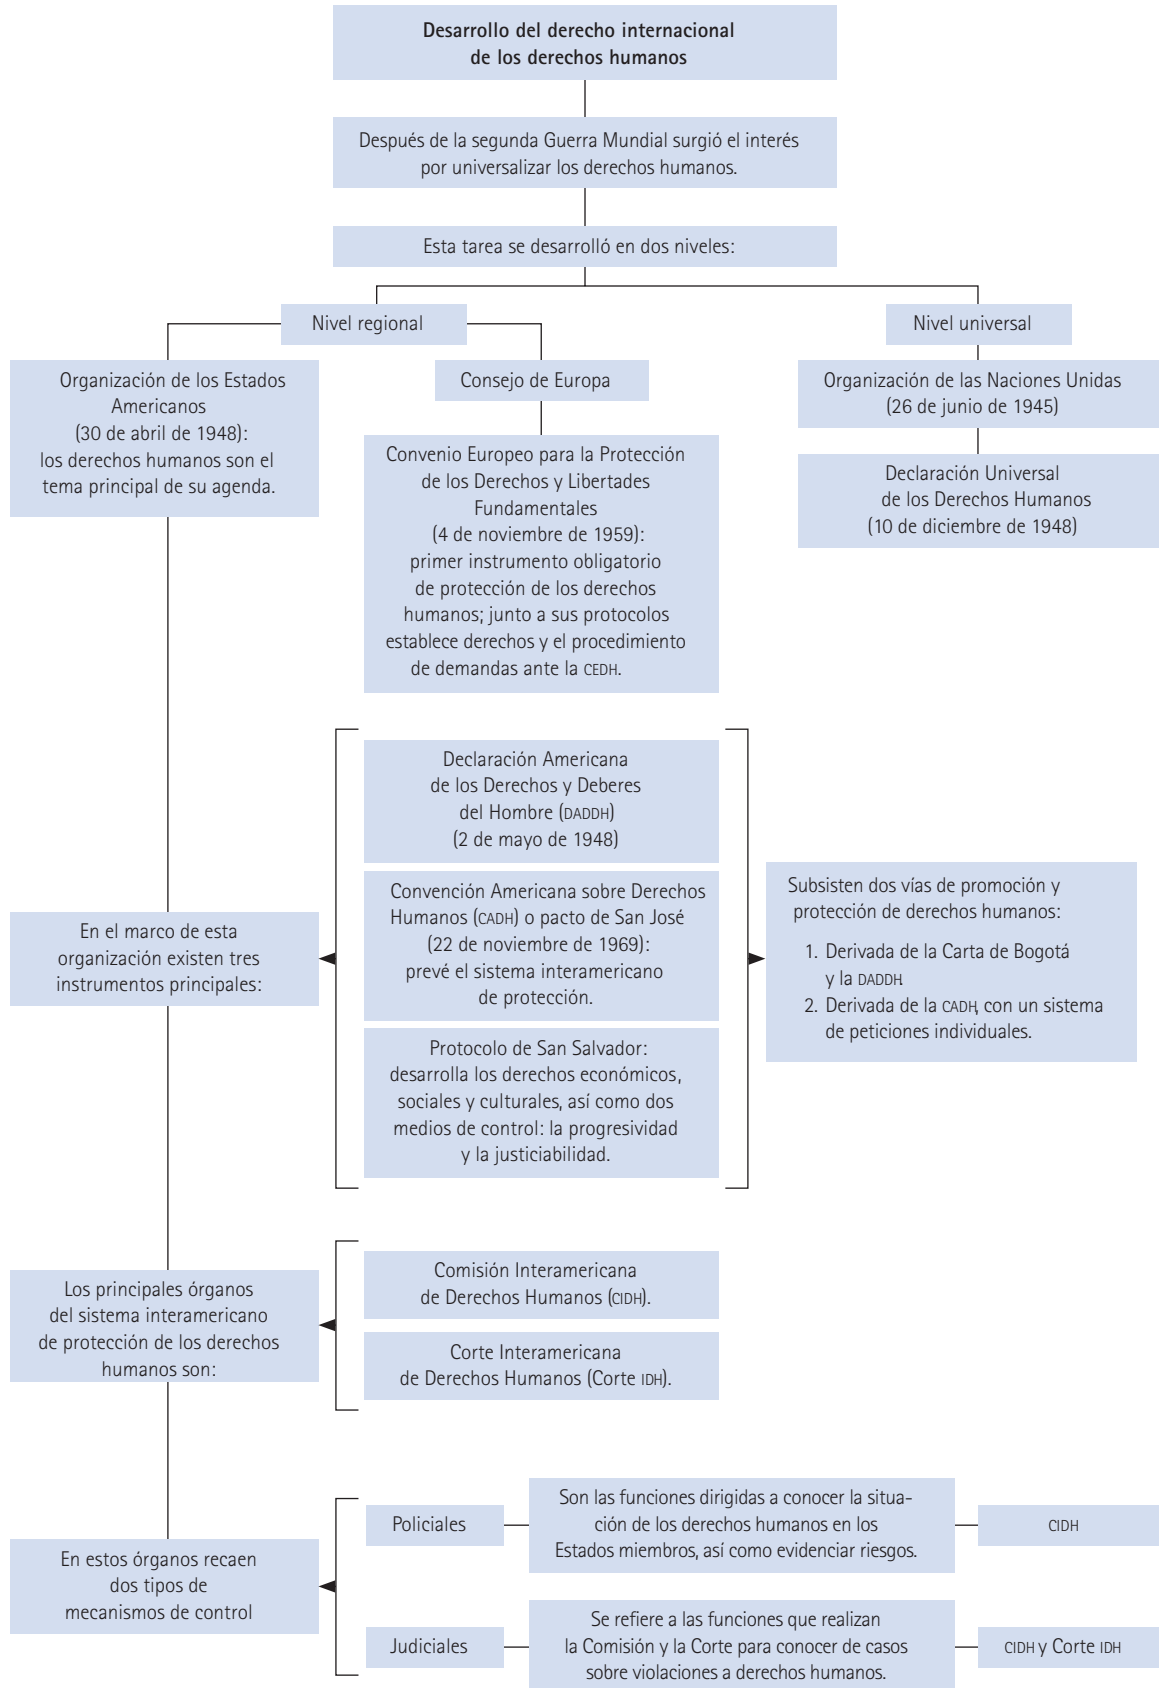 Desarrollo del derecho internacional
de los derechos humanos
Después de la segunda Guerra Mundial surgió el interés
por universalizar los derechos humanos.
Esta tarea se desarrolló en dos niveles:
Nivel regional
Nivel universal
Organización de los Estados
Americanos
(30 de abril de 1948):
los derechos humanos son el
tema principal de su agenda.
Consejo de Europa
Organización de las Naciones Unidas
(26 de junio de 1945)
Convenio Europeo para la Protección
de los Derechos y Libertades
Fundamentales
(4 de noviembre de 1959):
primer instrumento obligatorio
de protección de los derechos
humanos; junto a sus protocolos
establece derechos y el procedimiento
de demandas ante la CEDH.
Declaración Universal
de los Derechos Humanos
(10 de diciembre de 1948)
En el marco de esta
organización existen tres
instrumentos principales:
Declaración Americana
de los Derechos y Deberes
del Hombre (DADDH)
(2 de mayo de 1948)
Convención Americana sobre Derechos
Humanos (CADH) o pacto de San José
(22 de noviembre de 1969):
prevé el sistema interamericano
de protección.
Protocolo de San Salvador:
desarrolla los derechos económicos,
sociales y culturales, así como dos
medios de control: la progresividad
y la justiciabilidad.
Subsisten dos vías de promoción y
protección de derechos humanos:
1. Derivada de la Carta de Bogotá
y la DADDH.
2. Derivada de la CADH, con un sistema
de peticiones individuales.
Los principales órganos
del sistema interamericano
de protección de los derechos
humanos son:
Comisión Interamericana
de Derechos Humanos (CIDH).
Corte Interamericana
de Derechos Humanos (Corte IDH).
En estos órganos recaen
dos tipos de
mecanismos de control
Policiales
Son las funciones dirigidas a conocer la situa-
ción de los derechos humanos en los
Estados miembros, así como evidenciar riesgos.
CIDH
Judiciales
Se refiere a las funciones que realizan
la Comisión y la Corte para conocer de casos
sobre violaciones a derechos humanos.
CIDH y Corte IDH